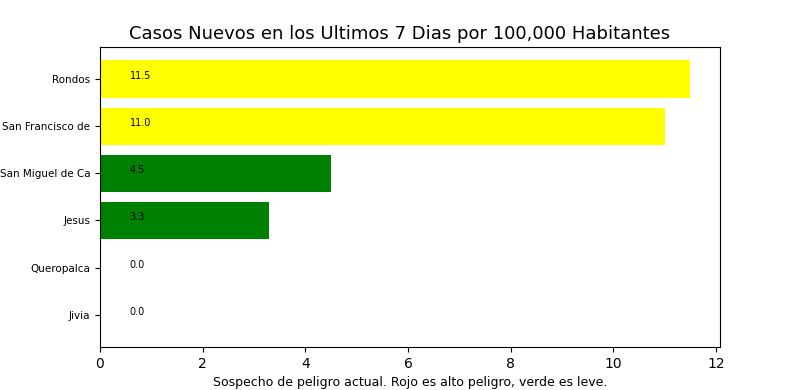 Casos Nuevos en los Ultimos 7 Dias por 100,000 Habitantes
Rondos 11.5
San Francisco de 11.0
San Miguel de Ca 4.5
Jesus 3.3
Queropalca 0.0
Jivia 0.0
0 2 4 6 8 10 12
Sospecho de peligro actual. Rojo es alto peligro, verde es leve.